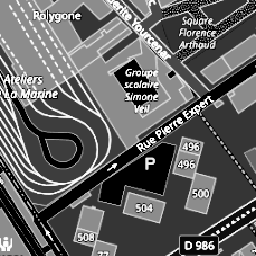 Polygone
Square
Florence
Arthaud
Ateliers
La Marine
Groupe
scolaire
Simone
Veil
Rue Pierre Expert
P
496
496
500
504
508
D 986